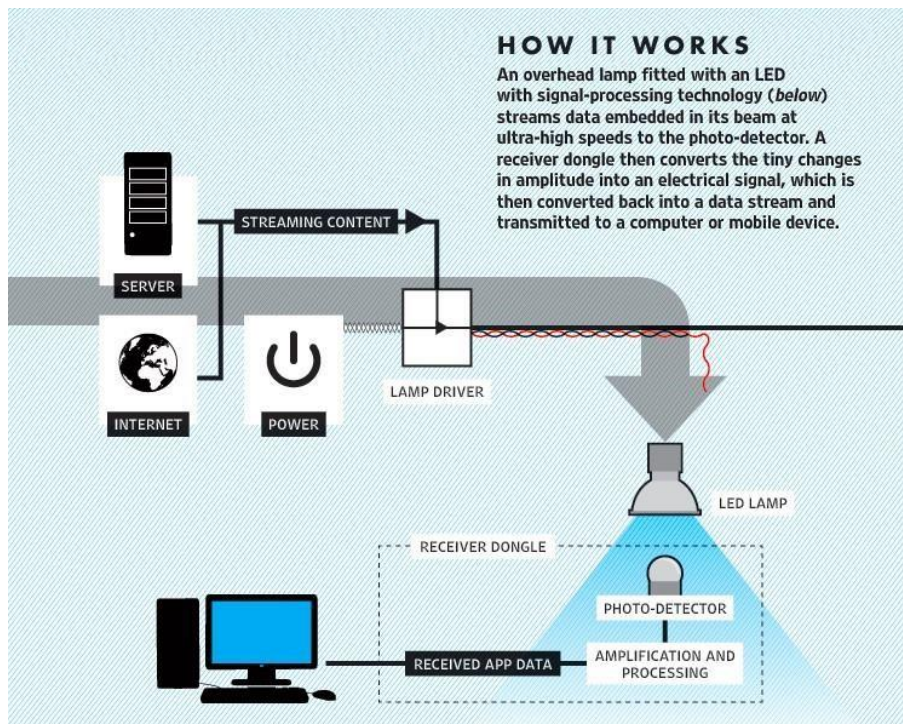 HOW IT WORKS
An overhead lamp fitted with an LED
with signal-processing technology (below)
streams data embedded in its beam at
ultra-high speeds to the photo-detector. A
receiver dongle then converts the tiny changes
in amplitude into an electrical signal, which is
then converted back into a data stream and
transmitted to a computer or mobile device.
STREAMING CONTENT
SERVER
LAMP DRIVER
INTERNET
POWER
LED LAMP
RECEIVER DONGLE
PHOTO-DETECTOR
RECEIVED APP DATA
AMPLIFICATION AND
PROCESSING